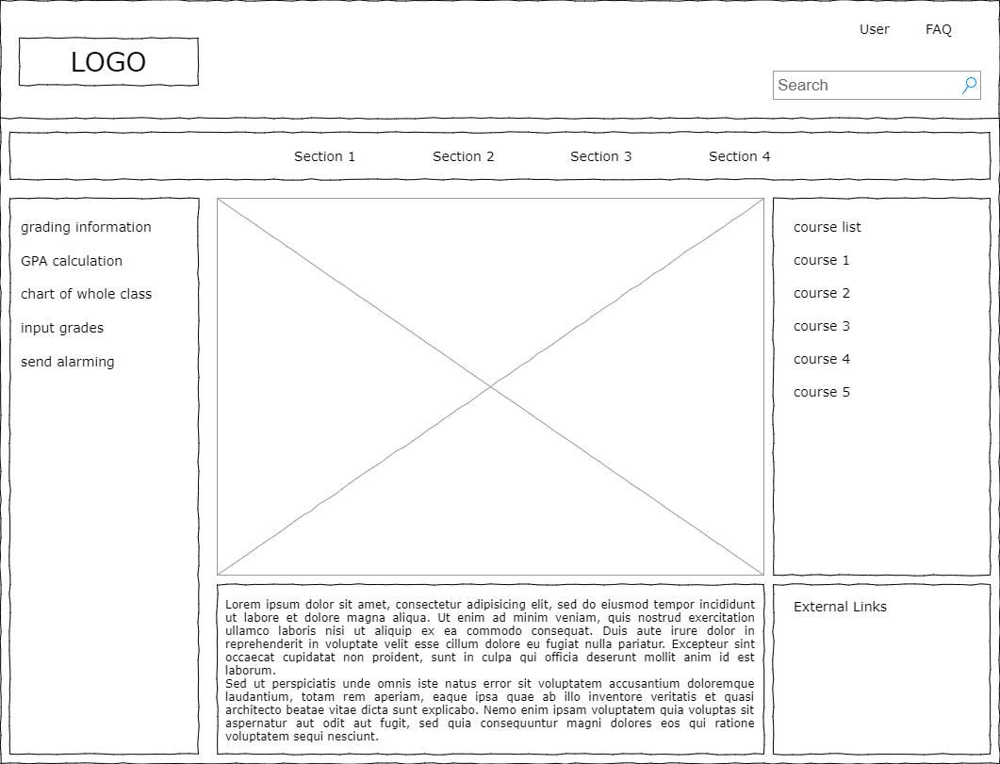 User FAQ
LOGO
Search
Section 1 Section 2 Section 3 Section 4
grading information
GPA calculation
chart of whole class
input grades
send alarming
course list
course 1
course 2
course 3
course 4
course 5
Lorem ipsum dolor sit amet, consectetur adipisicing elit, sed do eiusmod tempor incididunt
ut labore et dolore magna aliqua. Ut enim ad minim veniam, quis nostrud exercitation
ullamco laboris nisi ut aliquip ex ea commodo consequat. Duis aute irure dolor in
reprehenderit in voluptate velit esse cillum dolore eu fugiat nulla pariatur. Excepteur sint
occaecat cupidatat non proident, sunt in culpa qui officia deserunt mollit anim id est
laborum.
Sed ut perspiciatis unde omnis iste natus error sit voluptatem accusantium doloremque
laudantium, totam rem aperiam, eaque ipsa quae ab illo inventore veritatis et quasi
architecto beatae vitae dicta sunt explicabo. Nemo enim ipsam voluptatem quia voluptas sit
aspernatur aut odit aut fugit, sed quia consequuntur magni dolores eos qui ratione
voluptatem sequi nesciunt.
External Links